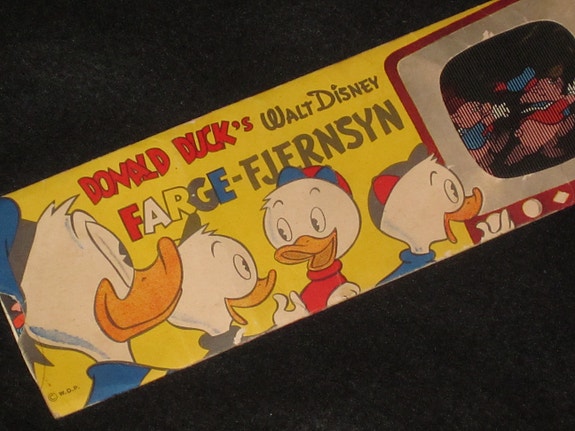 DONALD DUCK's WALT DISNEY
FARGE-FJERNSYN
© W.D.P.